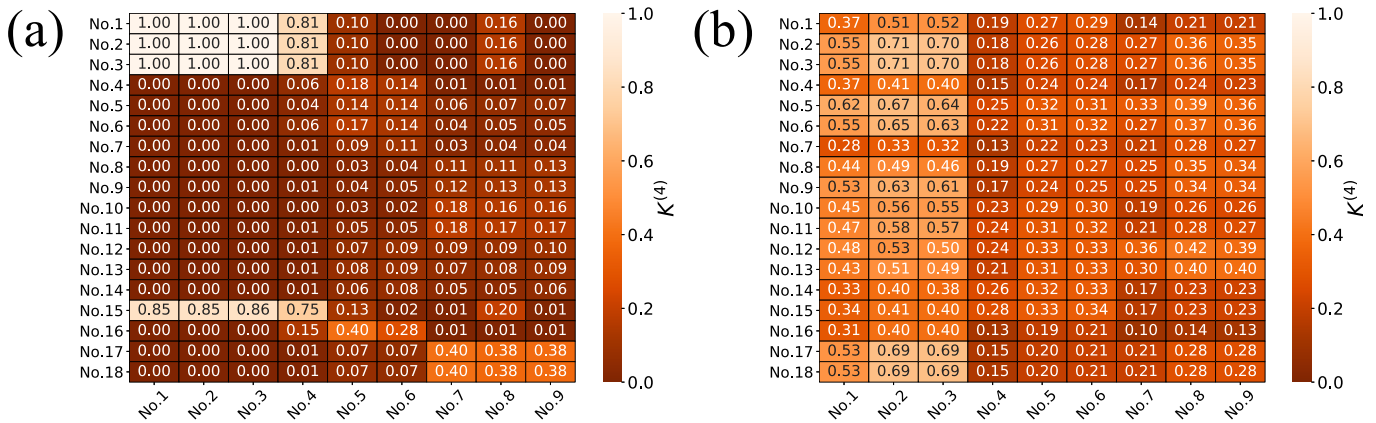 (a)
No.1 1.00 1.00 1.00 0.81 0.10 0.00 0.00 0.16 0.00
No.2 1.00 1.00 1.00 0.81 0.10 0.00 0.00 0.16 0.00
No.3 1.00 1.00 1.00 0.81 0.10 0.00 0.00 0.16 0.00
No.4 0.00 0.00 0.00 0.06 0.18 0.14 0.01 0.01 0.01
No.5 0.00 0.00 0.00 0.04 0.14 0.14 0.06 0.07 0.07
No.6 0.00 0.00 0.00 0.06 0.17 0.14 0.04 0.05 0.05
No.7 0.00 0.00 0.00 0.01 0.09 0.11 0.03 0.04 0.04
No.8 0.00 0.00 0.00 0.00 0.03 0.04 0.11 0.11 0.13
No.9 0.00 0.00 0.00 0.01 0.04 0.05 0.12 0.13 0.13
No.10 0.00 0.00 0.00 0.00 0.03 0.02 0.18 0.16 0.16
No.11 0.00 0.00 0.00 0.01 0.05 0.05 0.18 0.17 0.17
No.12 0.00 0.00 0.00 0.01 0.07 0.09 0.09 0.09 0.10
No.13 0.00 0.00 0.00 0.01 0.08 0.09 0.07 0.08 0.09
No.14 0.00 0.00 0.00 0.01 0.06 0.08 0.05 0.05 0.06
No.15 0.85 0.85 0.86 0.75 0.13 0.02 0.01 0.20 0.01
No.16 0.00 0.00 0.00 0.15 0.40 0.28 0.01 0.01 0.01
No.17 0.00 0.00 0.00 0.01 0.07 0.07 0.40 0.38 0.38
No.18 0.00 0.00 0.00 0.01 0.07 0.07 0.40 0.38 0.38
No.1 No.2 No.3 No.4 No.5 No.6 No.7 No.8 No.9
1.0
0.8
0.6
0.4
0.2
0.0
K(4)
(b)
No.1 0.37 0.51 0.52 0.19 0.27 0.29 0.14 0.21 0.21
No.2 0.55 0.71 0.70 0.18 0.26 0.28 0.27 0.36 0.35
No.3 0.55 0.71 0.70 0.18 0.26 0.28 0.27 0.36 0.35
No.4 0.37 0.41 0.40 0.15 0.24 0.24 0.17 0.24 0.23
No.5 0.62 0.67 0.64 0.25 0.32 0.31 0.33 0.39 0.36
No.6 0.55 0.65 0.63 0.22 0.31 0.32 0.27 0.37 0.36
No.7 0.28 0.33 0.32 0.13 0.22 0.23 0.21 0.28 0.27
No.8 0.44 0.49 0.46 0.19 0.27 0.27 0.25 0.35 0.34
No.9 0.53 0.63 0.61 0.17 0.24 0.25 0.25 0.34 0.34
No.10 0.45 0.56 0.55 0.23 0.29 0.30 0.19 0.26 0.26
No.11 0.47 0.58 0.57 0.24 0.31 0.32 0.21 0.28 0.27
No.12 0.48 0.53 0.50 0.24 0.33 0.33 0.36 0.42 0.39
No.13 0.43 0.51 0.49 0.21 0.31 0.33 0.30 0.40 0.40
No.14 0.33 0.40 0.38 0.26 0.32 0.31 0.17 0.23 0.23
No.15 0.34 0.41 0.40 0.28 0.33 0.34 0.17 0.23 0.23
No.16 0.31 0.40 0.40 0.13 0.19 0.21 0.10 0.14 0.13
No.17 0.53 0.69 0.69 0.15 0.20 0.21 0.21 0.28 0.28
No.18 0.53 0.69 0.69 0.15 0.20 0.21 0.21 0.28 0.28
No.1 No.2 No.3 No.4 No.5 No.6 No.7 No.8 No.9
1.0
0.8
0.6
0.4
0.2
0.0
K(4)